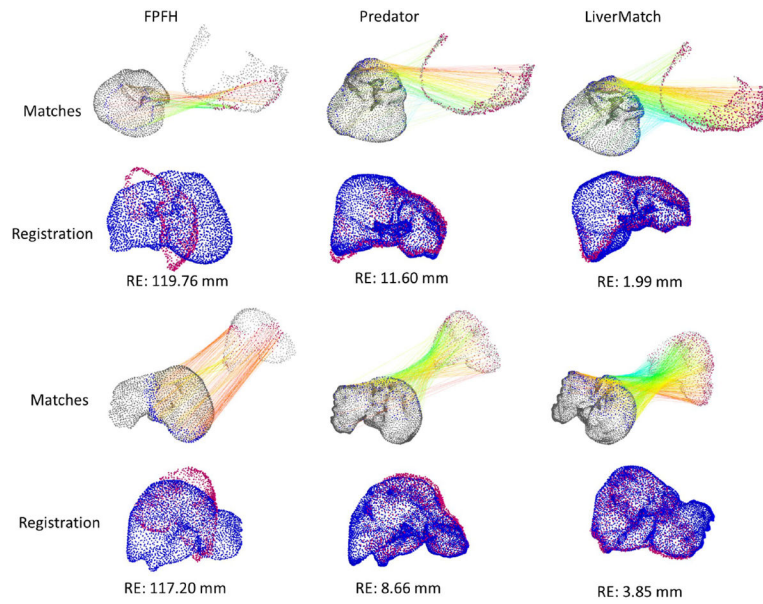 FPFH Predator LiverMatch
Matches
Registration
RE: 119.76 mm RE: 11.60 mm RE: 1.99 mm
Matches
Registration
RE: 117.20 mm RE: 8.66 mm RE: 3.85 mm